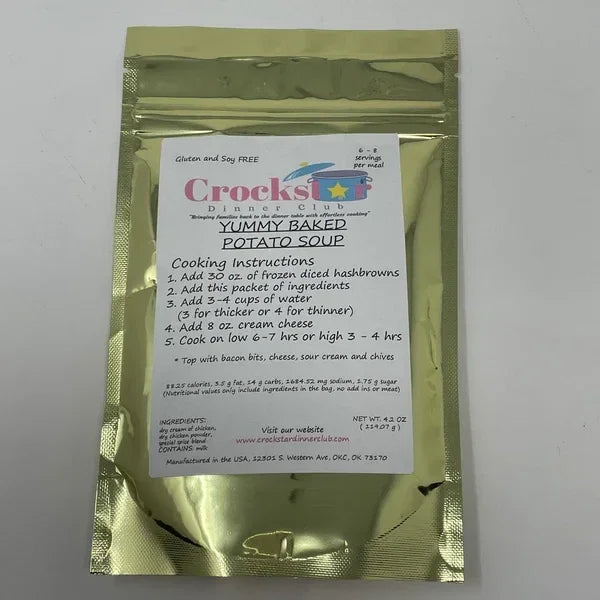 Gluten and Soy FREE
6 - 8
servings
per meal
Crockstar
Dinner Club
"Bringing families back to the dinner table with effortless cooking"
YUMMY BAKED
POTATO SOUP
Cooking Instructions
1. Add 30 oz. of frozen diced hashbrowns
2. Add this packet of ingredients
3. Add 3-4 cups of water
(3 for thicker or 4 for thinner)
4. Add 8 oz. cream cheese
5. Cook on low 6-7 hrs or high 3 - 4 hrs
* Top with bacon bits, cheese, sour cream and chives
88.25 calories, 3.5 g fat, 14 g carbs, 1684.52 mg sodium, 1.75 g sugar
(Nutritional values only include ingredients in the bag, no add ins or meat)
INGREDIENTS:
dry cream of chicken,
dry chicken powder,
special spice blend
CONTAINS: milk
Visit our website
www.crockstardinnerclub.com
NET WT. 4.2 OZ
( 119.07 g )
Manufactured in the USA, 12301 S. Western Ave, OKC, OK 73170